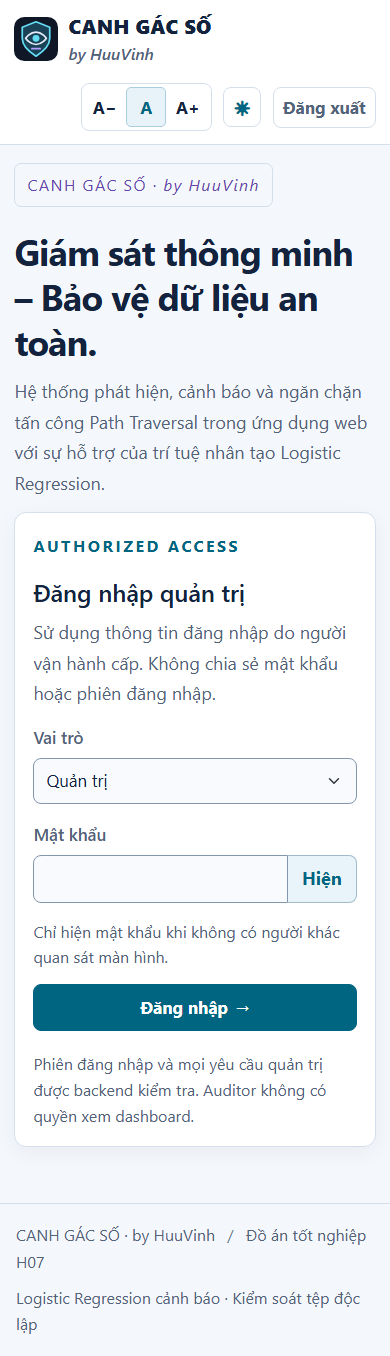 CANH GÁC SỐ
by HuuVinh
A− A A+ Đăng xuất
CANH GÁC SỐ · by HuuVinh
Giám sát thông minh
– Bảo vệ dữ liệu an
toàn.
Hệ thống phát hiện, cảnh báo và ngăn chặn
tấn công Path Traversal trong ứng dụng web
với sự hỗ trợ của trí tuệ nhân tạo Logistic
Regression.
AUTHORIZED ACCESS
Đăng nhập quản trị
Sử dụng thông tin đăng nhập do người
vận hành cấp. Không chia sẻ mật khẩu
hoặc phiên đăng nhập.
Vai trò
Quản trị
Mật khẩu
Hiện
Chỉ hiện mật khẩu khi không có người khác
quan sát màn hình.
Đăng nhập →
Phiên đăng nhập và mọi yêu cầu quản trị
được backend kiểm tra. Auditor không có
quyền xem dashboard.
CANH GÁC SỐ · by HuuVinh / Đồ án tốt nghiệp
H07
Logistic Regression cảnh báo · Kiểm soát tệp độc
lập